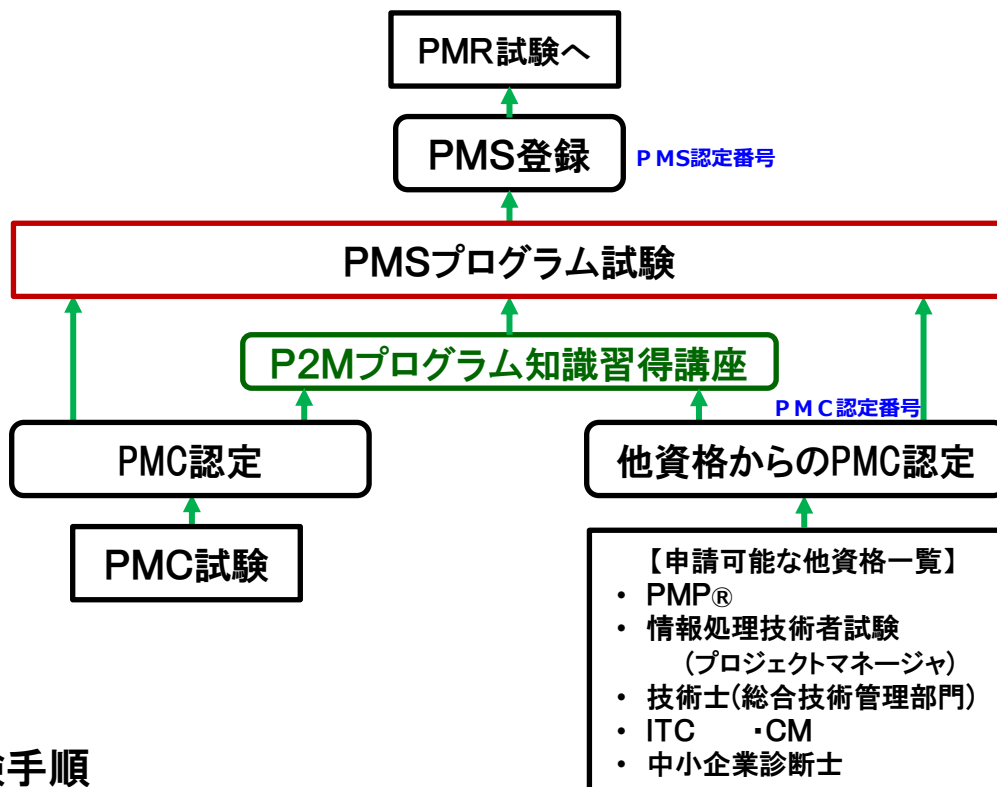 PMR試験へ
PMS登録
PMS認定番号
PMSプログラム試験
P2Mプログラム知識習得講座
PMC認定番号
PMC認定
他資格からのPMC認定
PMC試験
【申請可能な他資格一覧】
・ PMP®
・ 情報処理技術者試験
(プロジェクトマネージャ)
・ 技術士(総合技術管理部門)
・ ITC ・CM
・ 中小企業診断士
手順